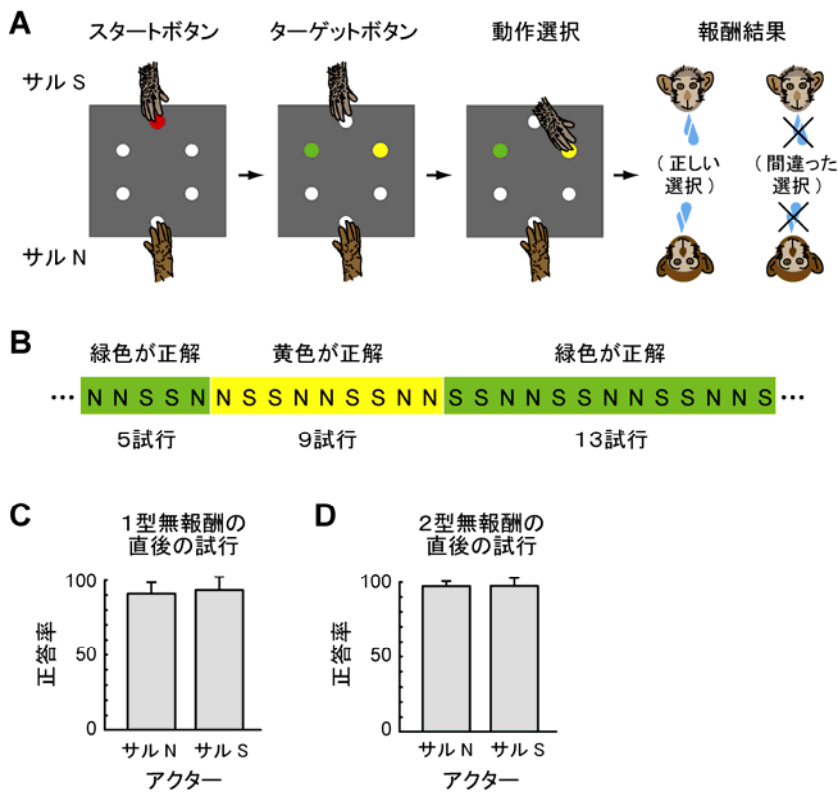 A
スタートボタン
ターゲットボタン
動作選択
報酬結果
サル S
サル N
(正しい
選択)
(間違った
選択)
B
緑色が正解
黄色が正解
緑色が正解
… N N S S N N S S N N S S N N S S N N S S N N S S N N S …
5試行
9試行
13試行
C
1型無報酬の
直後の試行
100
50
0
正答率
サル N
サル S
アクター
D
2型無報酬の
直後の試行
100
50
0
正答率
サル N
サル S
アクター